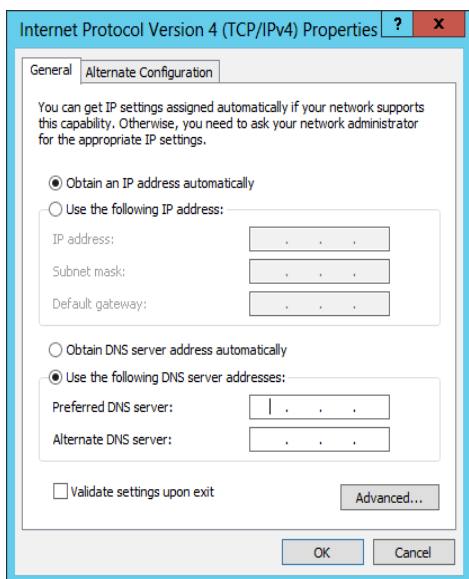 Internet Protocol Version 4 (TCP/IPv4) Properties ? x
General Alternate Configuration
You can get IP settings assigned automatically if your network supports
this capability. Otherwise, you need to ask your network administrator
for the appropriate IP settings.
Obtain an IP address automatically
Use the following IP address:
IP address: . . .
Subnet mask: . . .
Default gateway: . . .
Obtain DNS server address automatically
Use the following DNS server addresses:
Preferred DNS server: . . .
Alternate DNS server: . . .
Validate settings upon exit
Advanced...
OK Cancel